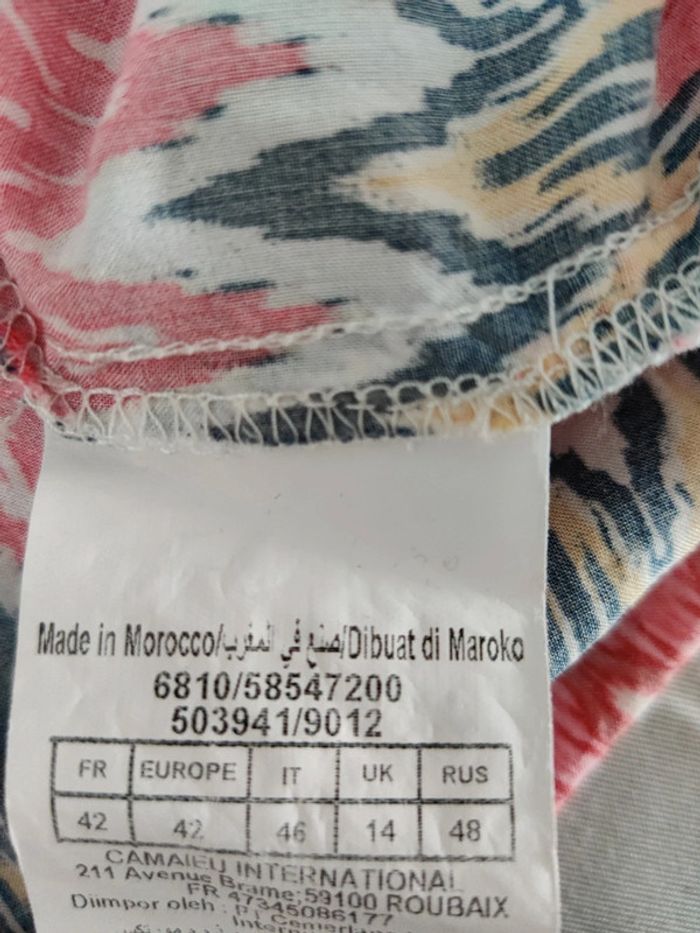 Made in Morocco/صنع في المغرب/Dibuat di Maroko
6810/58547200
503941/9012
FR EUROPE IT UK RUS
42 42 46 14 48
CAMAIEU INTERNATIONAL
211 Avenue Brame;59100 ROUBAIX
FR 47345086177
Diimpor oleh : PT